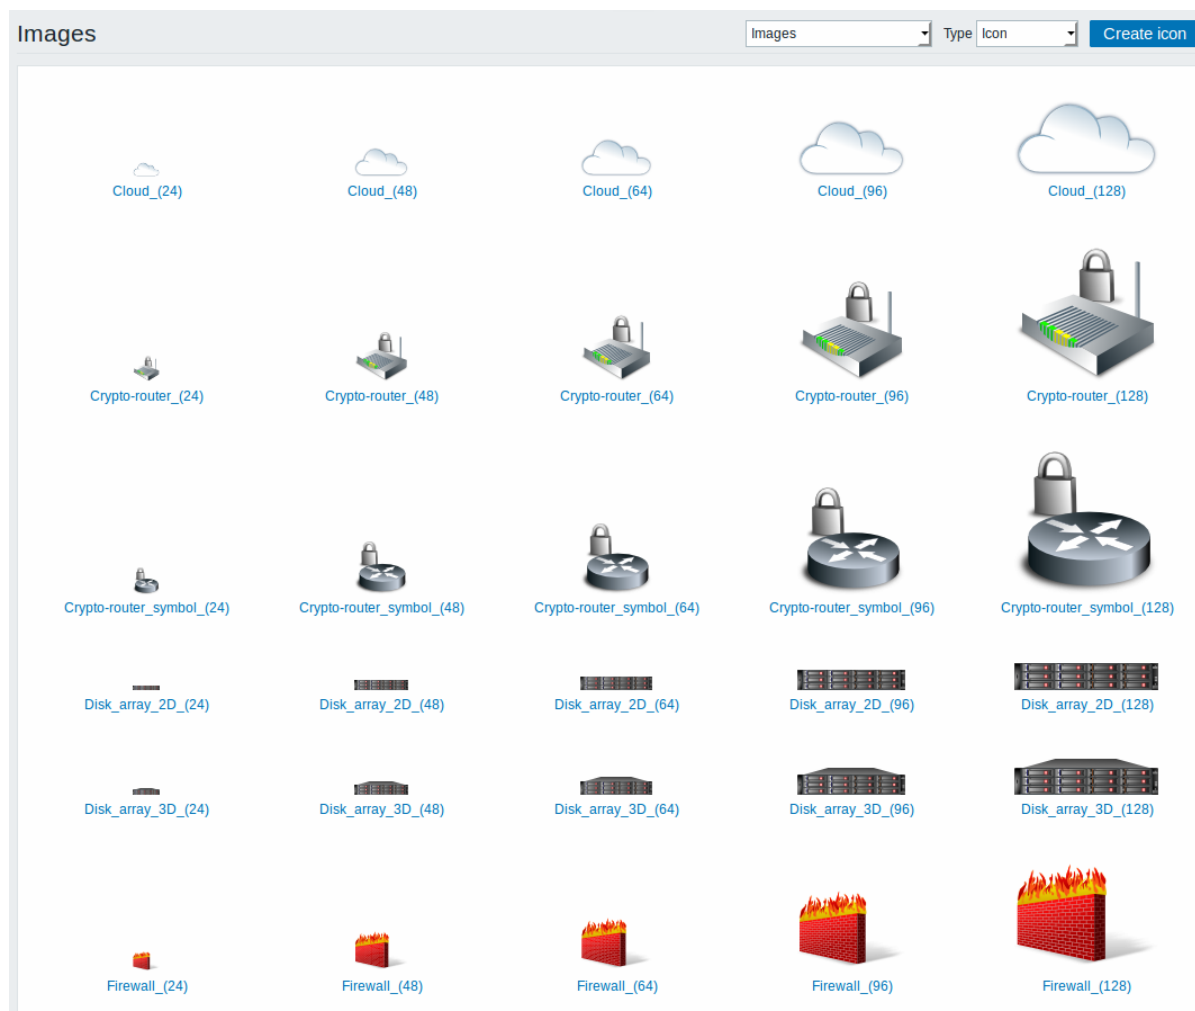 Images Images Type Icon Create icon
Cloud_(24) Cloud_(48) Cloud_(64) Cloud_(96) Cloud_(128)
Crypto-router_(24) Crypto-router_(48) Crypto-router_(64) Crypto-router_(96) Crypto-router_(128)
Crypto-router_symbol_(24) Crypto-router_symbol_(48) Crypto-router_symbol_(64) Crypto-router_symbol_(96) Crypto-router_symbol_(128)
Disk_array_2D_(24) Disk_array_2D_(48) Disk_array_2D_(64) Disk_array_2D_(96) Disk_array_2D_(128)
Disk_array_3D_(24) Disk_array_3D_(48) Disk_array_3D_(64) Disk_array_3D_(96) Disk_array_3D_(128)
Firewall_(24) Firewall_(48) Firewall_(64) Firewall_(96) Firewall_(128)